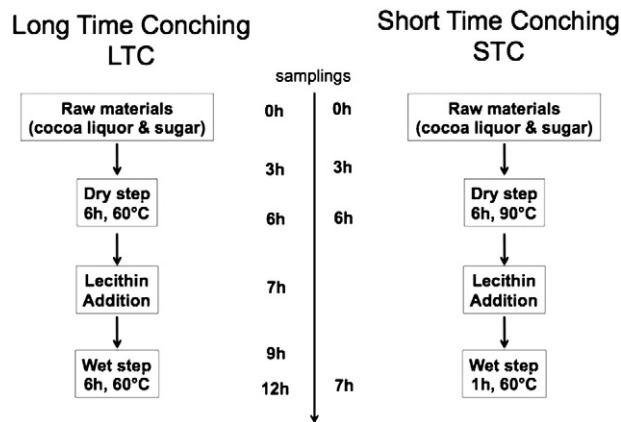 Long Time Conching
LTC
Short Time Conching
STC
samplings
Raw materials
(cocoa liquor & sugar)
0h
0h
Raw materials
(cocoa liquor & sugar)
3h
3h
Dry step
6h, 60°C
6h
6h
Dry step
6h, 90°C
Lecithin
Addition
7h
Lecithin
Addition
9h
Wet step
6h, 60°C
12h
7h
Wet step
1h, 60°C